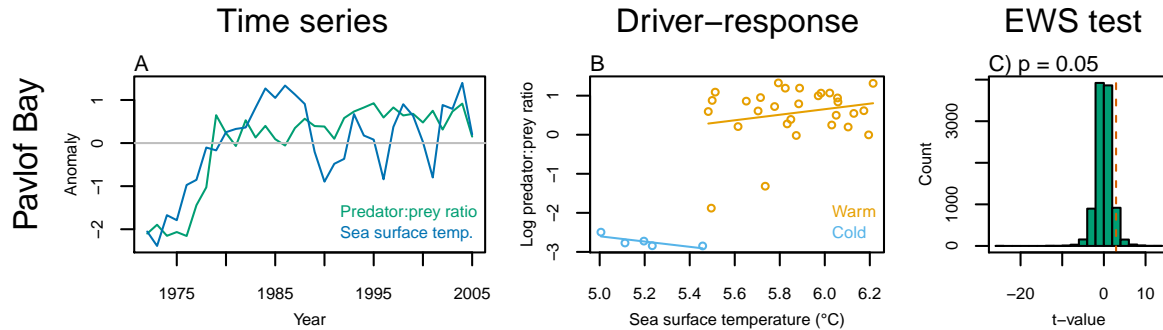 Time series
Driver−response
EWS test
Pavlof Bay
A
Anomaly
1
0
−1
−2
Predator:prey ratio
Sea surface temp.
1975
1985
1995
2005
Year
B
Log predator:prey ratio
1
0
−1
−2
−3
Warm
Cold
5.0
5.2
5.4
5.6
5.8
6.0
6.2
Sea surface temperature (°C)
C) p = 0.05
Count
3000
1000
0
−20
0
10
t−value